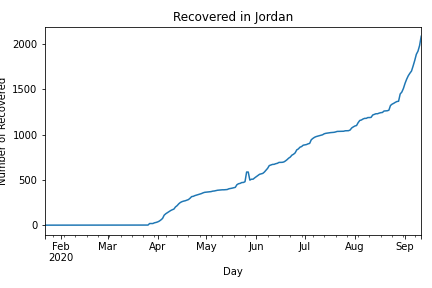 Recovered in Jordan
Number of Recovered
2000
1500
1000
500
0
Feb
2020
Mar
Apr
May
Jun
Jul
Aug
Sep
Day